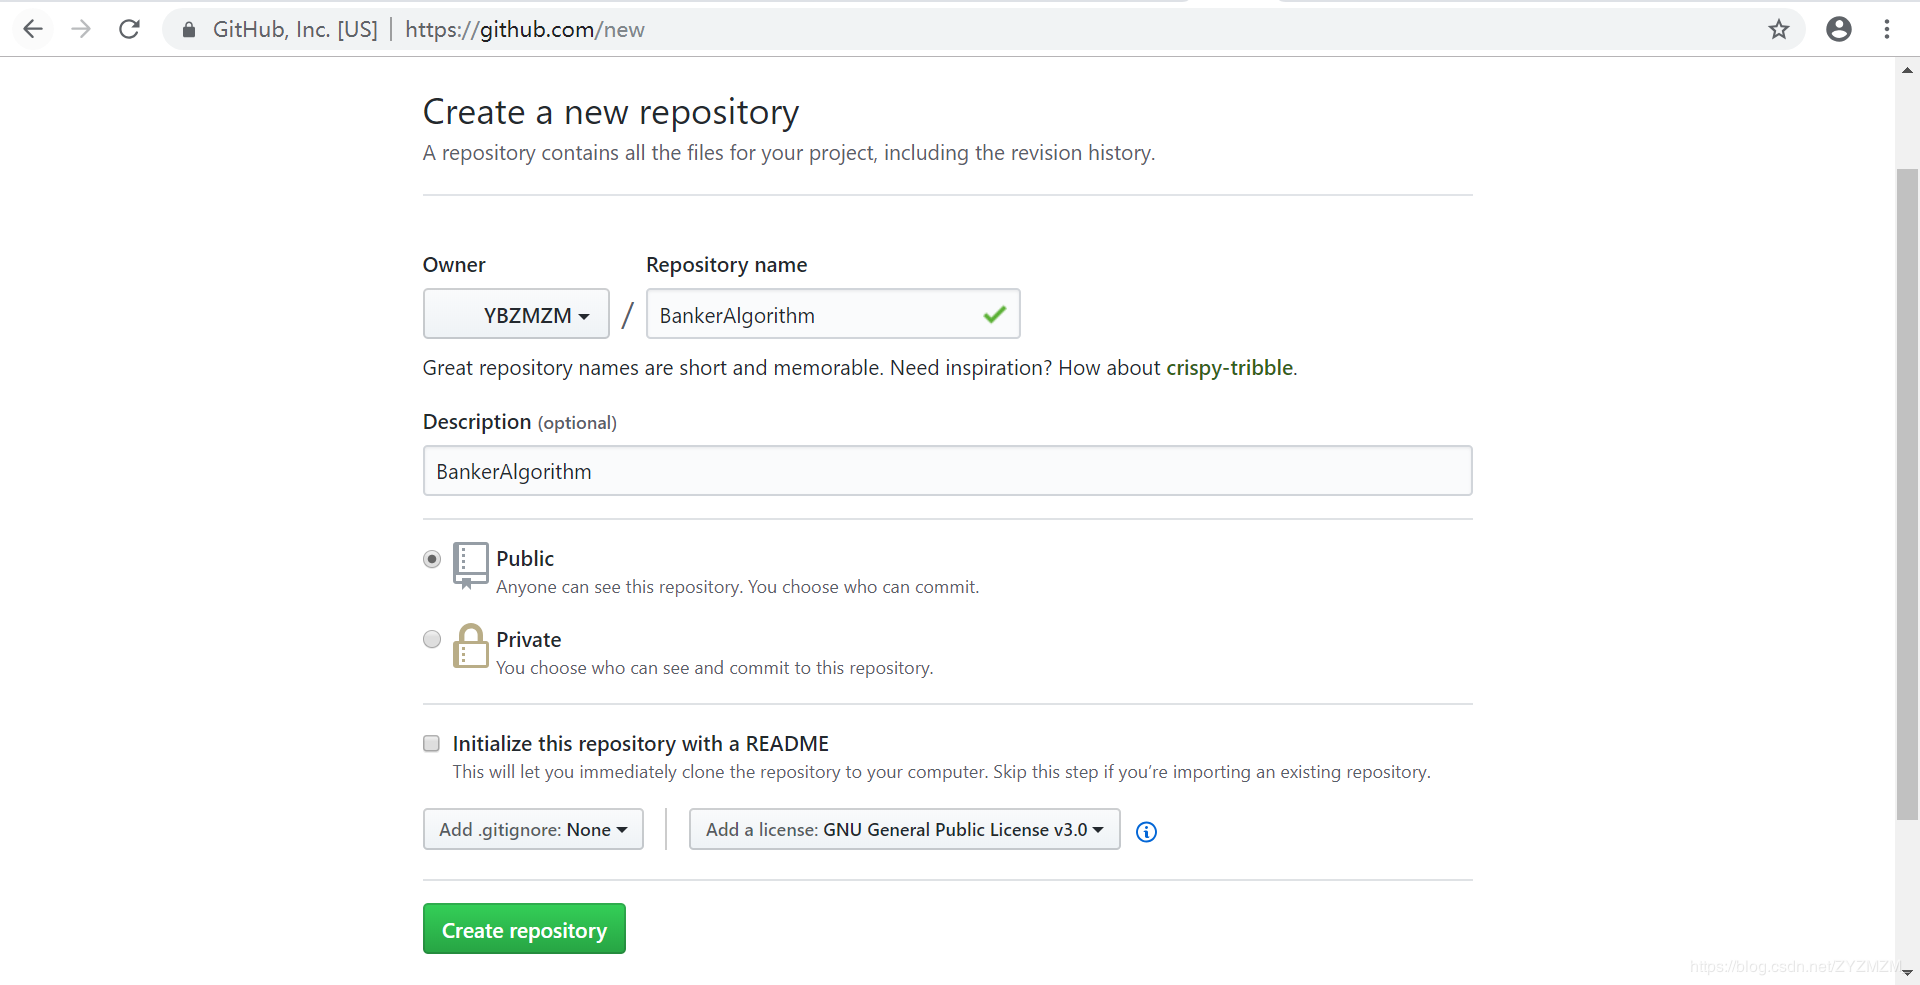 GitHub, Inc. [US] | https://github.com/new
Create a new repository
A repository contains all the files for your project, including the revision history.
Owner
Repository name
YBZMZM / BankerAlgorithm
Great repository names are short and memorable. Need inspiration? How about crispy-tribble.
Description (optional)
BankerAlgorithm
Public
Anyone can see this repository. You choose who can commit.
Private
You choose who can see and commit to this repository.
Initialize this repository with a README
This will let you immediately clone the repository to your computer. Skip this step if you’re importing an existing repository.
Add .gitignore: None
Add a license: GNU General Public License v3.0
Create repository
https://blog.csdn.net/ZYZMZM